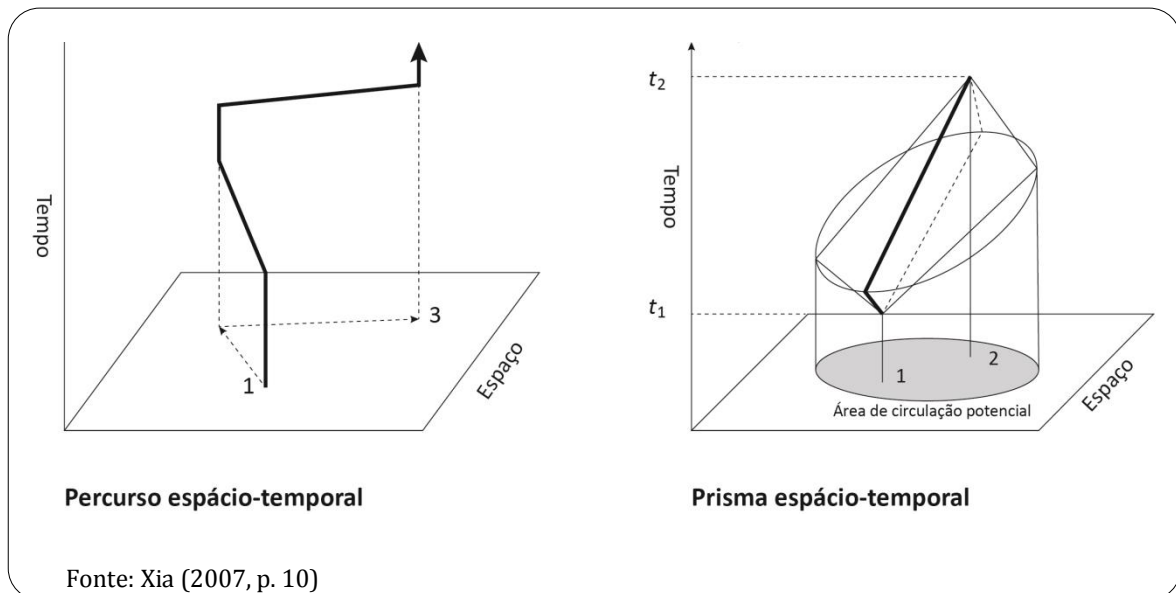 Tempo
1
3
Espaço
Percurso espácio-temporal
t₂
Tempo
t₁
1
2
Área de circulação potencial
Espaço
Prisma espácio-temporal
Fonte: Xia (2007, p. 10)